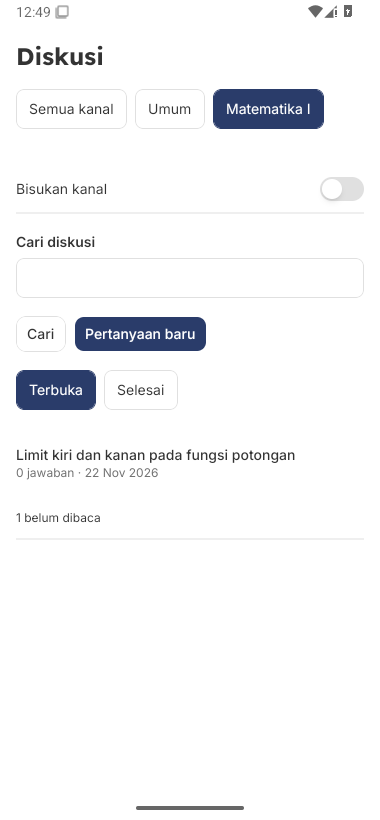 12:49
Diskusi
Semua kanal
Umum
Matematika I
Bisukan kanal
Cari diskusi
Cari
Pertanyaan baru
Terbuka
Selesai
Limit kiri dan kanan pada fungsi potongan
0 jawaban · 22 Nov 2026
1 belum dibaca